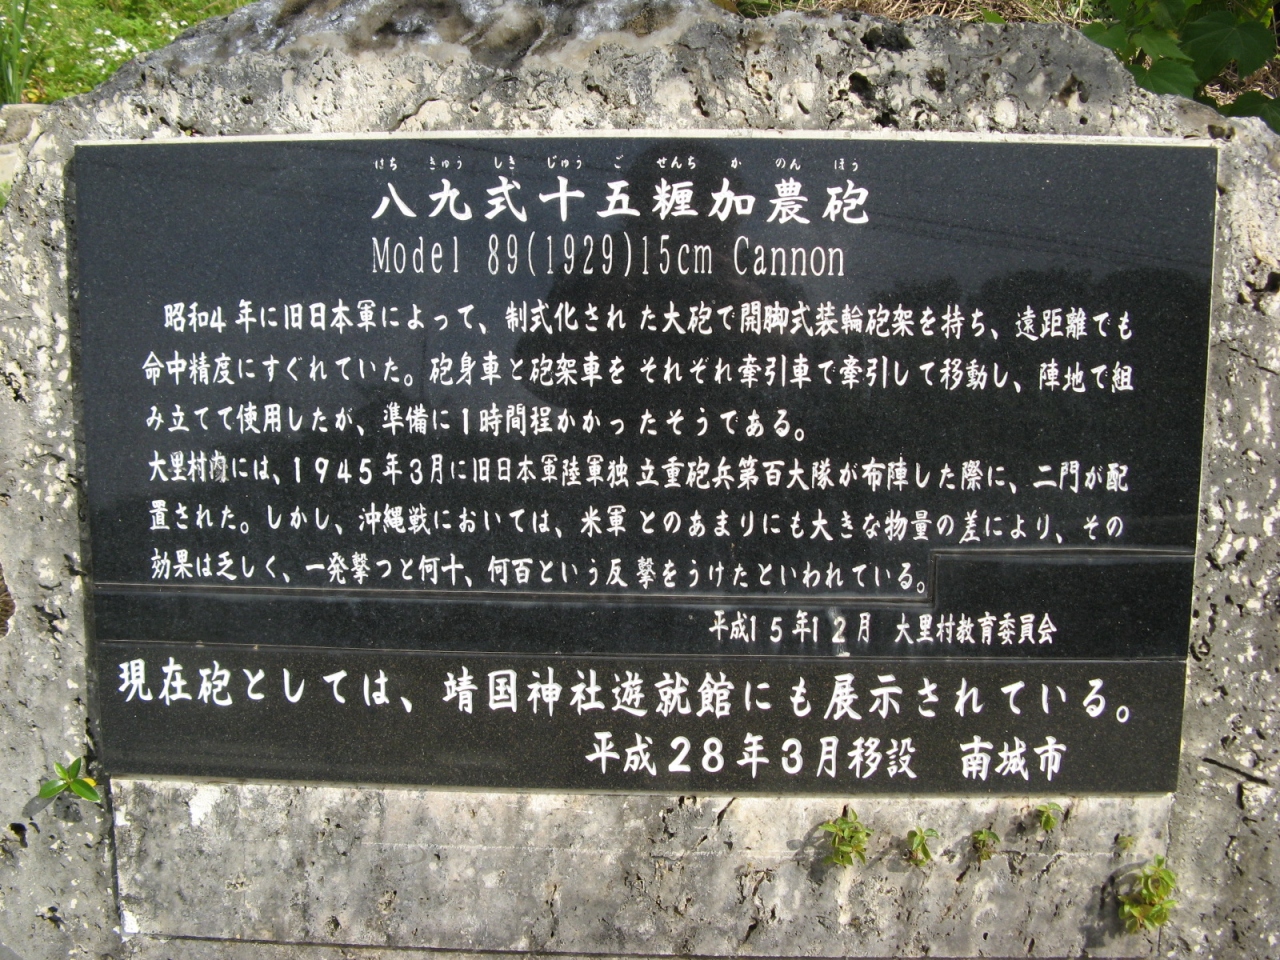 はち きゅう しき じゅう ご せんち か のん ほう
八九式十五糎加農砲
Model 89(1929)15cm Cannon
昭和4年に旧日本軍によって、制式化された大砲で開脚式装輪砲架を持ち、遠距離でも
命中精度にすぐれていた。砲身車と砲架車をそれぞれ牽引車で牽引して移動し、陣地で組
み立てて使用したが、準備に1時間程かかったそうである。
大里村内には、1945年3月に旧日本軍陸軍独立重砲兵第百大隊が布陣した際に、二門が配
置された。しかし、沖縄戦においては、米軍とのあまりにも大きな物量の差により、その
効果は乏しく、一発撃つと何十、何百という反撃をうけたといわれている。
平成15年12月 大里村教育委員会
現在砲としては、靖国神社遊就館にも展示されている。
平成28年3月移設 南城市